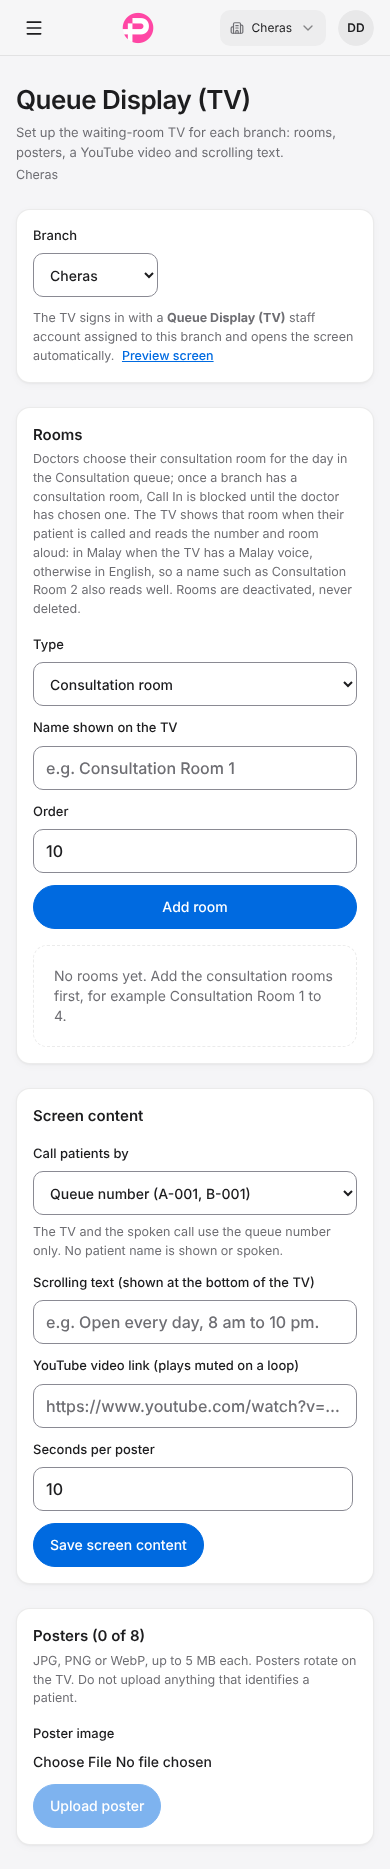 Cheras
DD
Queue Display (TV)
Set up the waiting-room TV for each branch: rooms,
posters, a YouTube video and scrolling text.
Cheras
Branch
Cheras
The TV signs in with a Queue Display (TV) staff
account assigned to this branch and opens the screen
automatically. Preview screen
Rooms
Doctors choose their consultation room for the day in
the Consultation queue; once a branch has a
consultation room, Call In is blocked until the doctor
has chosen one. The TV shows that room when their
patient is called and reads the number and room
aloud: in Malay when the TV has a Malay voice,
otherwise in English, so a name such as Consultation
Room 2 also reads well. Rooms are deactivated, never
deleted.
Type
Consultation room
Name shown on the TV
e.g. Consultation Room 1
Order
10
Add room
No rooms yet. Add the consultation rooms
first, for example Consultation Room 1 to
4.
Screen content
Call patients by
Queue number (A-001, B-001)
The TV and the spoken call use the queue number
only. No patient name is shown or spoken.
Scrolling text (shown at the bottom of the TV)
e.g. Open every day, 8 am to 10 pm.
YouTube video link (plays muted on a loop)
https://www.youtube.com/watch?v=...
Seconds per poster
10
Save screen content
Posters (0 of 8)
JPG, PNG or WebP, up to 5 MB each. Posters rotate on
the TV. Do not upload anything that identifies a
patient.
Poster image
Choose File No file chosen
Upload poster